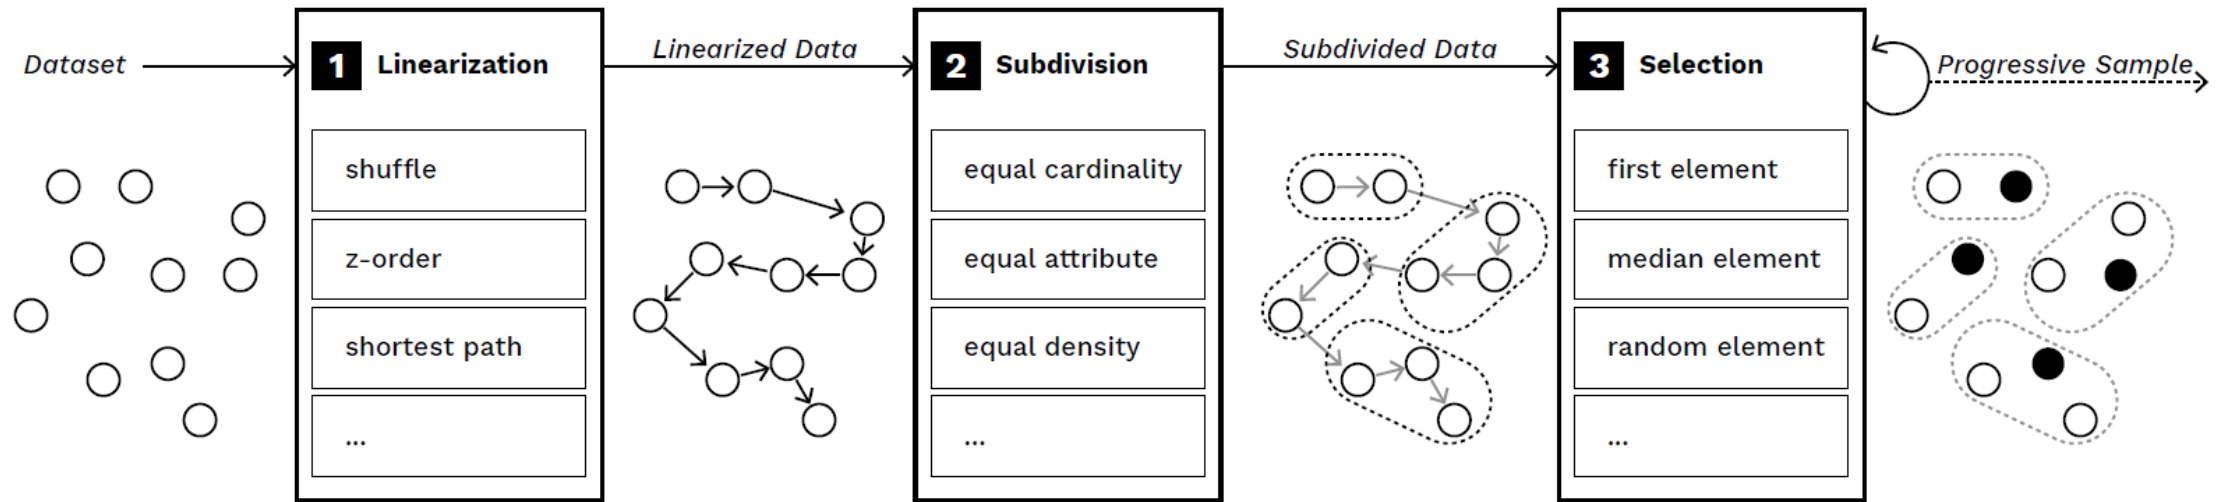 Dataset
1 Linearization
shuffle
z-order
shortest path
...
Linearized Data
2 Subdivision
equal cardinality
equal attribute
equal density
...
Subdivided Data
3 Selection
first element
median element
random element
...
Progressive Sample